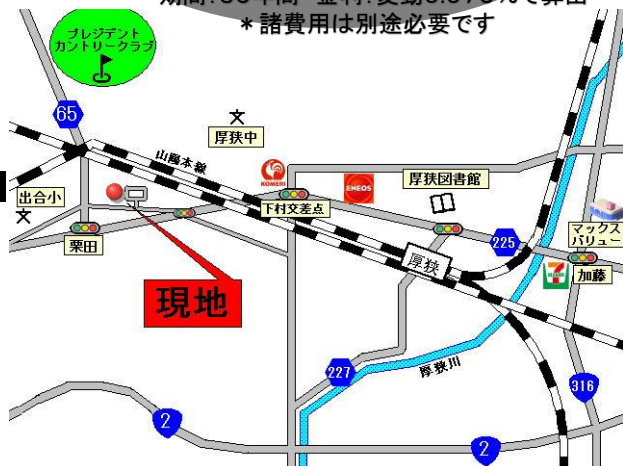 ＊諸費用は別途必要です
プレジデント
カントリークラブ
65
厚狭中
山陽本線
KOMERI
ENEOS
厚狭図書館
出合小
下村交差点
栗田
225
マックス
バリュー
厚狭
加藤
現地
227
厚狭川
316
2
2